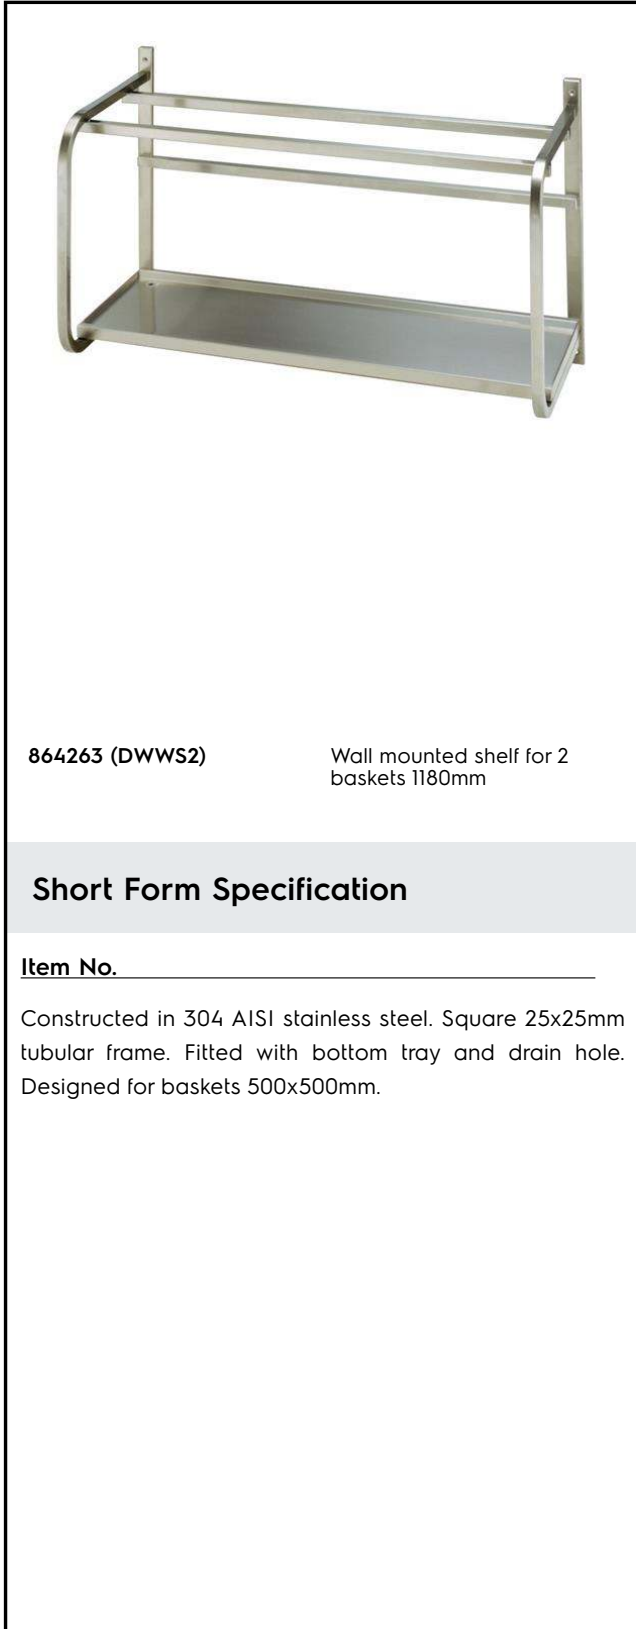 864263 (DWWS2)
Wall mounted shelf for 2
baskets 1180mm
Short Form Specification
Item No.
Constructed in 304 AISI stainless steel. Square 25x25mm
tubular frame. Fitted with bottom tray and drain hole.
Designed for baskets 500x500mm.